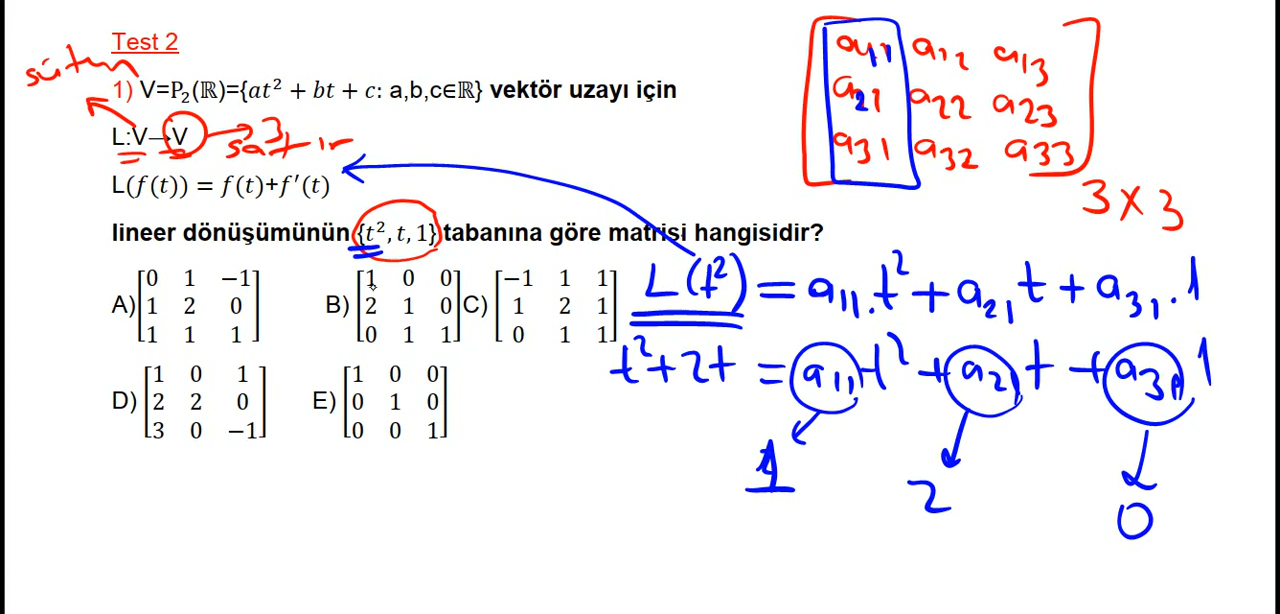 Test 2
sütun
1) V=P₂(ℝ)={at² + bt + c: a,b,c∈ℝ} vektör uzayı için
L:V→V
3
satır
L(f(t)) = f(t)+f′(t)
lineer dönüşümünün {t², t, 1} tabanına göre matrisi hangisidir?
A) [0 1 −1
1 2 0
1 1 1]
B) [1 0 0
2 1 0
0 1 1]
C) [−1 1 1
1 2 1
0 1 1]
D) [1 0 1
2 2 0
3 0 −1]
E) [1 0 0
0 1 0
0 0 1]
a11 a12 a13
a21 a22 a23
a31 a32 a33
3 × 3
L(t²) = a11.t² + a21 t + a31.1
t²+2t = a11 t² + a21 t + a31 1
1 2 0